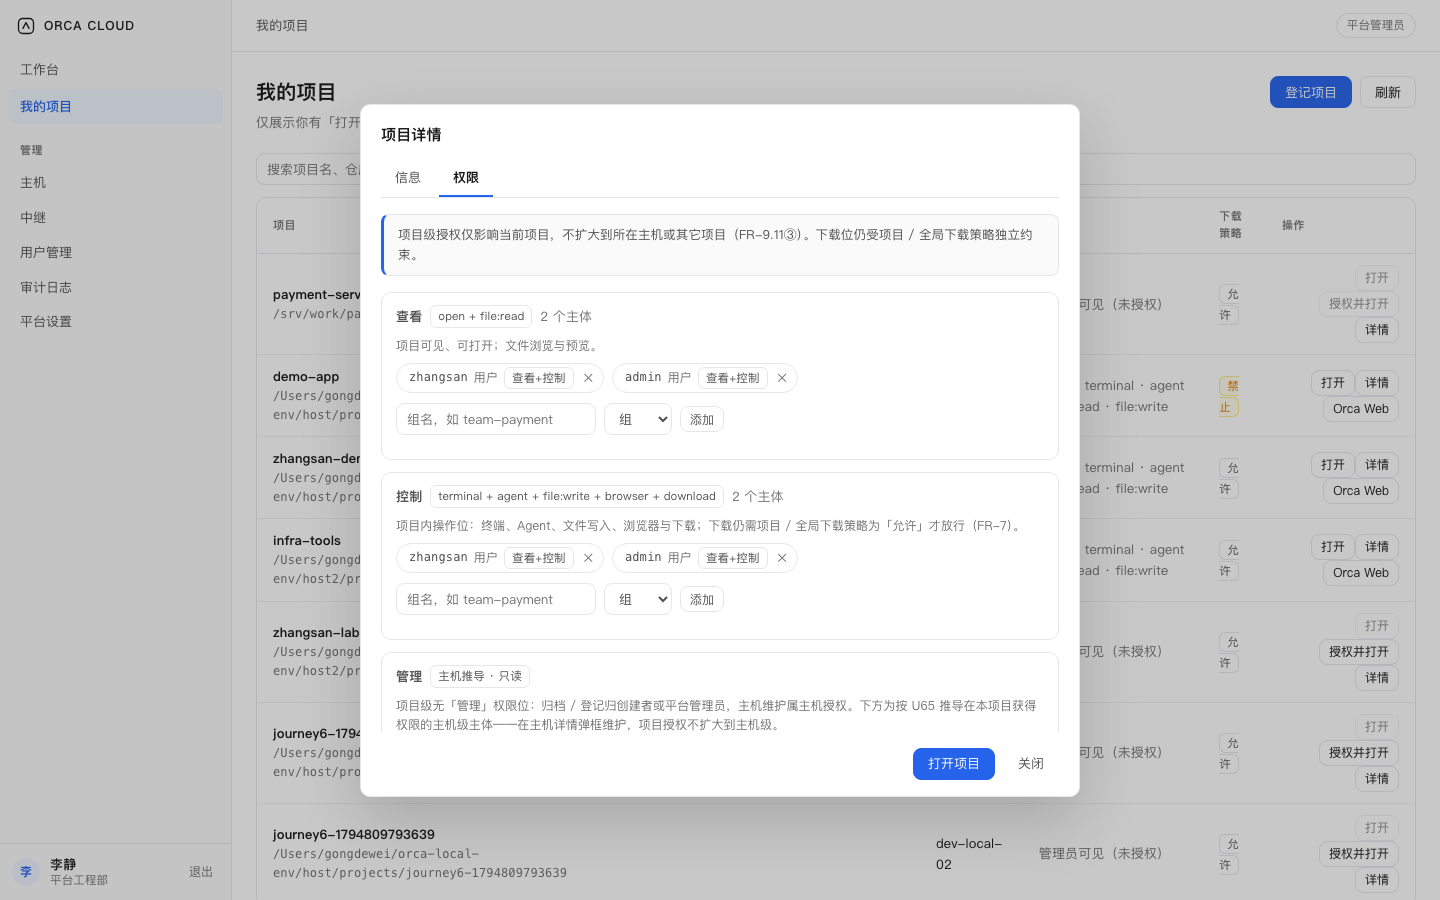 ORCA CLOUD
工作台
我的项目
管理
主机
中继
用户管理
审计日志
平台设置
李
李静
平台工程部
退出
我的项目
平台管理员
我的项目
仅展示你有「打开
登记项目
刷新
搜索项目名、仓
项目
下载
策略
操作
payment-serv
/srv/work/pa
可见（未授权）
允
许
打开
授权并打开
详情
demo-app
/Users/gongd
env/host/pro
terminal · agent
ead · file:write
禁
止
打开
详情
Orca Web
zhangsan-der
/Users/gongd
env/host/pro
terminal · agent
ead · file:write
允
许
打开
详情
Orca Web
infra-tools
/Users/gongd
env/host2/pr
terminal · agent
ead · file:write
允
许
打开
详情
Orca Web
zhangsan-lab
/Users/gongd
env/host2/pr
可见（未授权）
允
许
打开
授权并打开
详情
journey6-1794
/Users/gongd
env/host/pro
可见（未授权）
允
许
打开
授权并打开
详情
journey6-1794809793639
/Users/gongdewei/orca-local-
env/host/projects/journey6-1794809793639
dev-local-
02
管理员可见（未授权）
允
许
打开
授权并打开
详情
项目详情
信息
权限
项目级授权仅影响当前项目，不扩大到所在主机或其它项目（FR-9.11③）。下载位仍受项目 / 全局下载策略独立约
束。
查看 open + file:read 2 个主体
项目可见、可打开；文件浏览与预览。
zhangsan 用户 查看+控制 × admin 用户 查看+控制 ×
组名，如 team-payment 组 添加
控制 terminal + agent + file:write + browser + download 2 个主体
项目内操作位：终端、Agent、文件写入、浏览器与下载；下载仍需项目 / 全局下载策略为「允许」才放行（FR-7）。
zhangsan 用户 查看+控制 × admin 用户 查看+控制 ×
组名，如 team-payment 组 添加
管理 主机推导 · 只读
项目级无「管理」权限位：归档 / 登记归创建者或平台管理员，主机维护属主机授权。下方为按 U65 推导在本项目获得
权限的主机级主体——在主机详情弹框维护，项目授权不扩大到主机级。
打开项目
关闭